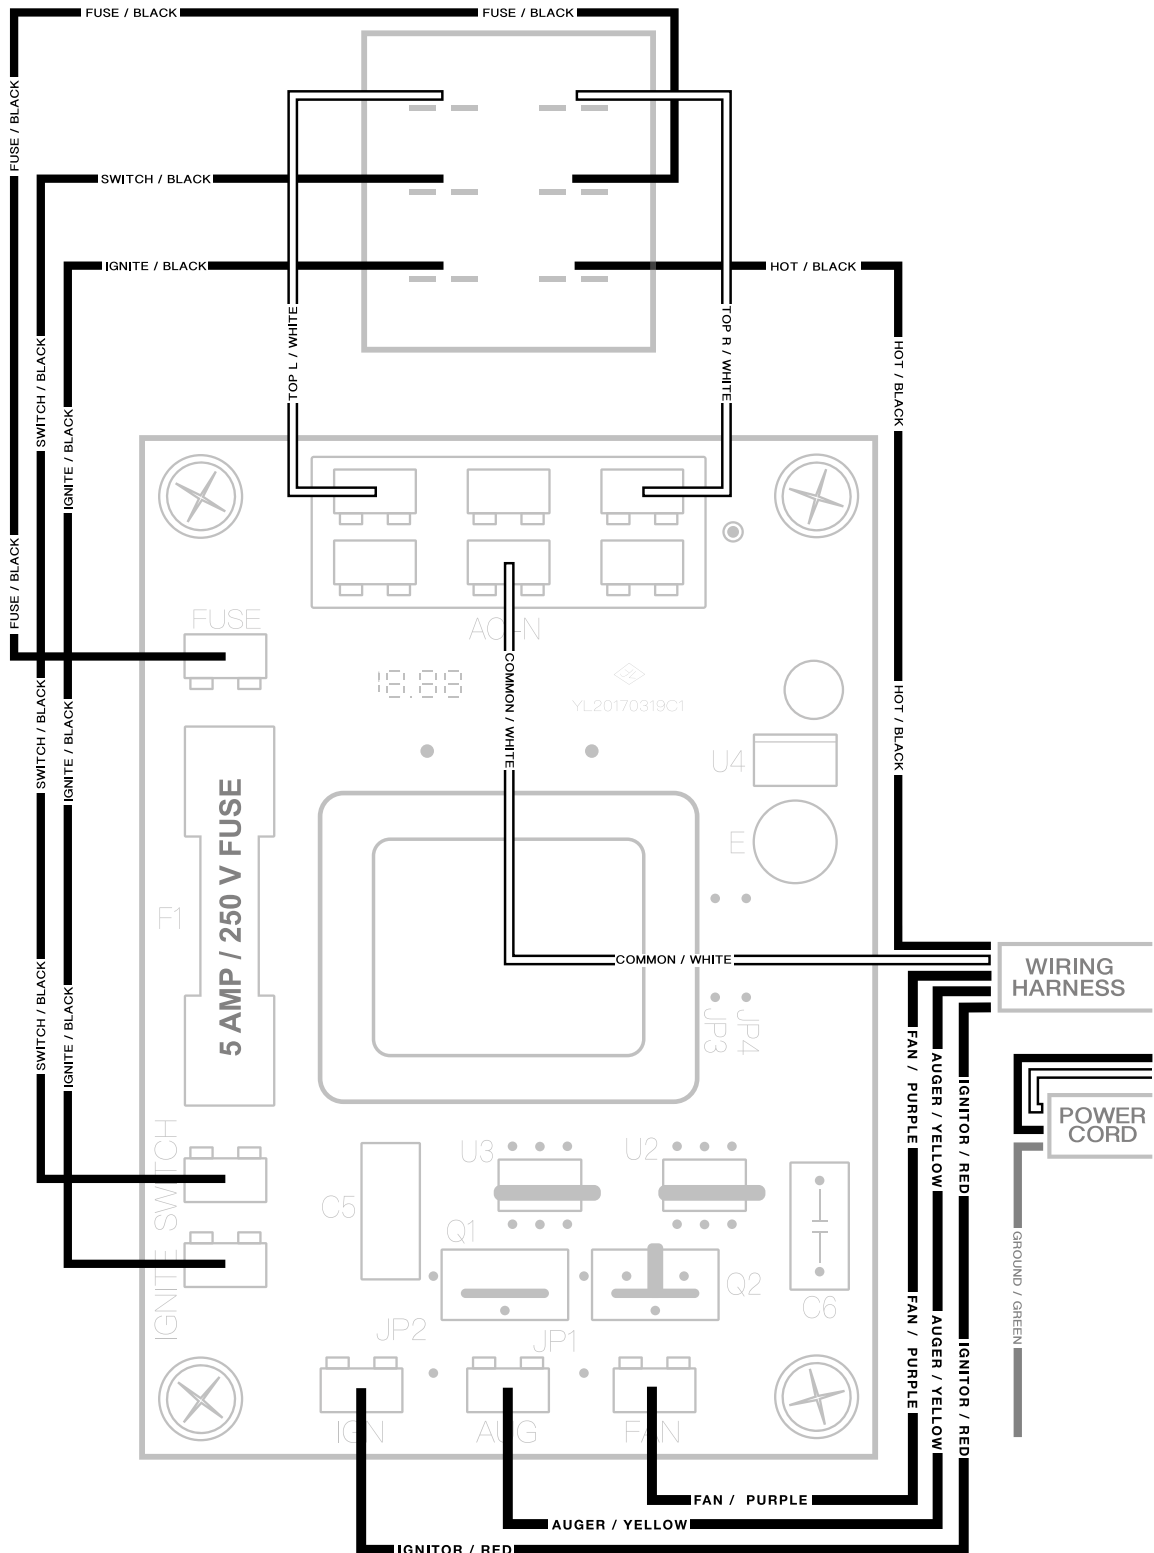 FUSE / BLACK
FUSE / BLACK
FUSE / BLACK
SWITCH / BLACK
IGNITE / BLACK
HOT / BLACK
TOP L / WHITE
TOP R / WHITE
SWITCH / BLACK
HOT / BLACK
IGNITE / BLACK
FUSE / BLACK
FUSE
AC-N
18.88
YL20170319C1
COMMON / WHITE
SWITCH / BLACK
IGNITE / BLACK
HOT / BLACK
U4
E
5 AMP / 250 V FUSE
F1
COMMON / WHITE
WIRING
HARNESS
SWITCH / BLACK
IGNITE / BLACK
JP3
JP4
FAN / PURPLE
AUGER / YELLOW
IGNITOR / RED
POWER
CORD
SWITCH
IGNITE
U3
U2
C5
Q1
Q2
C6
GROUND / GREEN
JP2
JP1
FAN / PURPLE
AUGER / YELLOW
IGNITOR / RED
IGN
AUG
FAN
FAN / PURPLE
AUGER / YELLOW
IGNITOR / RED